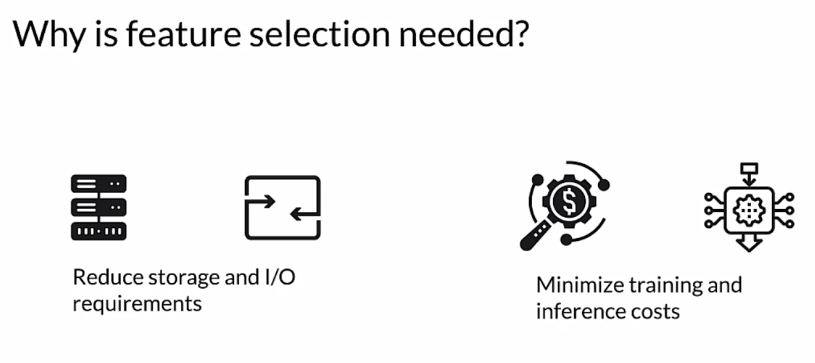 Why is feature selection needed?
$
Reduce storage and I/O
requirements
Minimize training and
inference costs